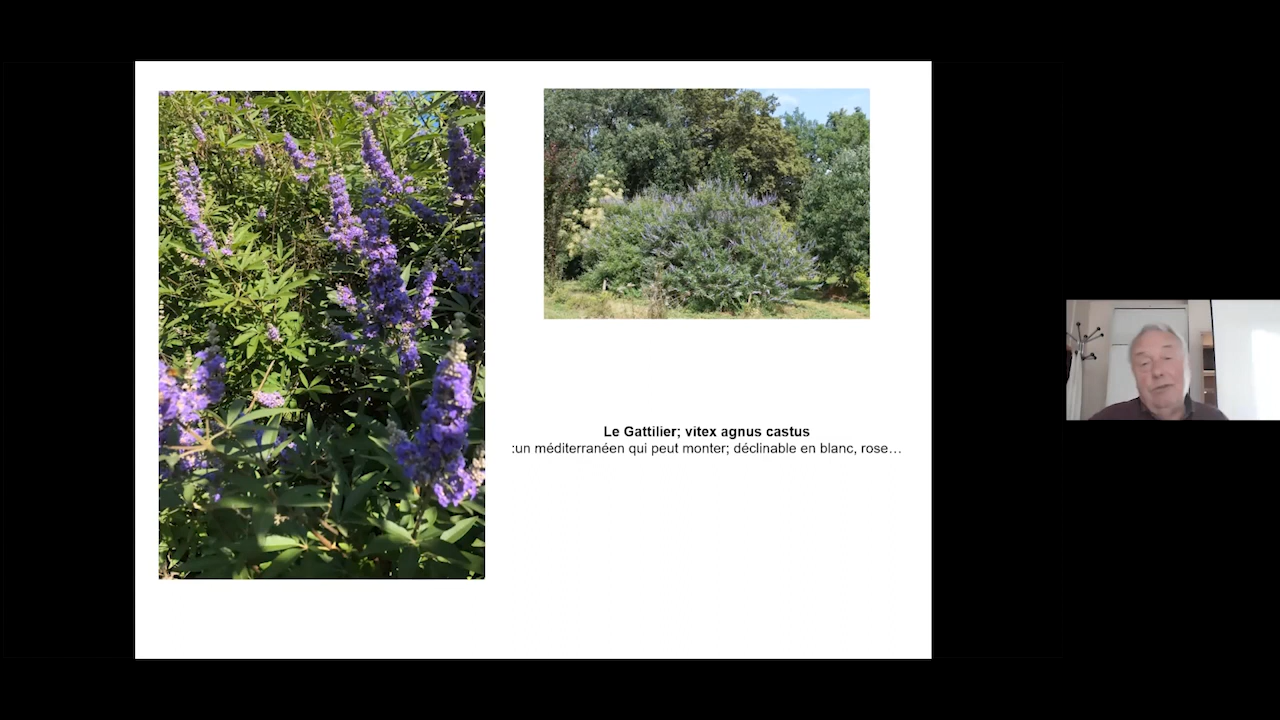 Le Gattilier; vitex agnus castus
:un méditerranéen qui peut monter; déclinable en blanc, rose…